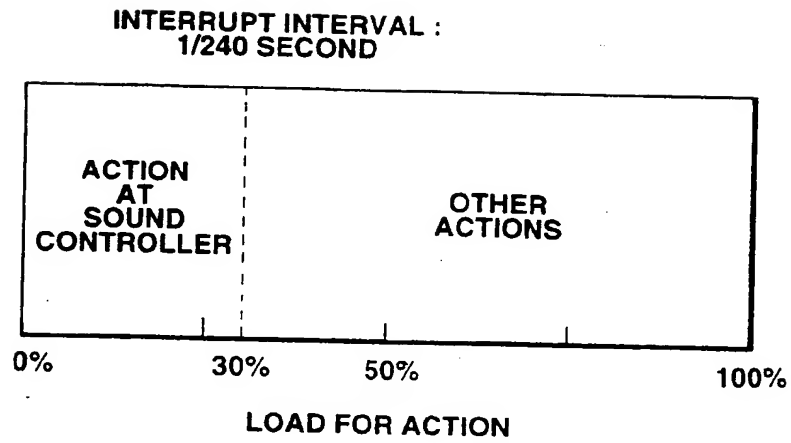 INTERRUPT INTERVAL :
1/240 SECOND
ACTION
AT
SOUND
CONTROLLER
OTHER
ACTIONS
0%
30%
50%
100%
LOAD FOR ACTION